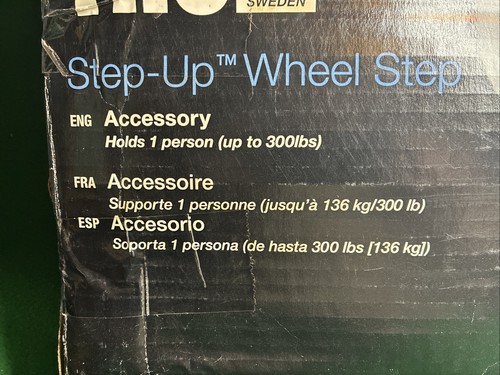 SWEDEN
Step-Up™ Wheel Step
ENG Accessory
Holds 1 person (up to 300lbs)
FRA Accessoire
Supporte 1 personne (jusqu'à 136 kg/300 lb)
ESP Accesorio
Soporta 1 persona (de hasta 300 lbs [136 kg])